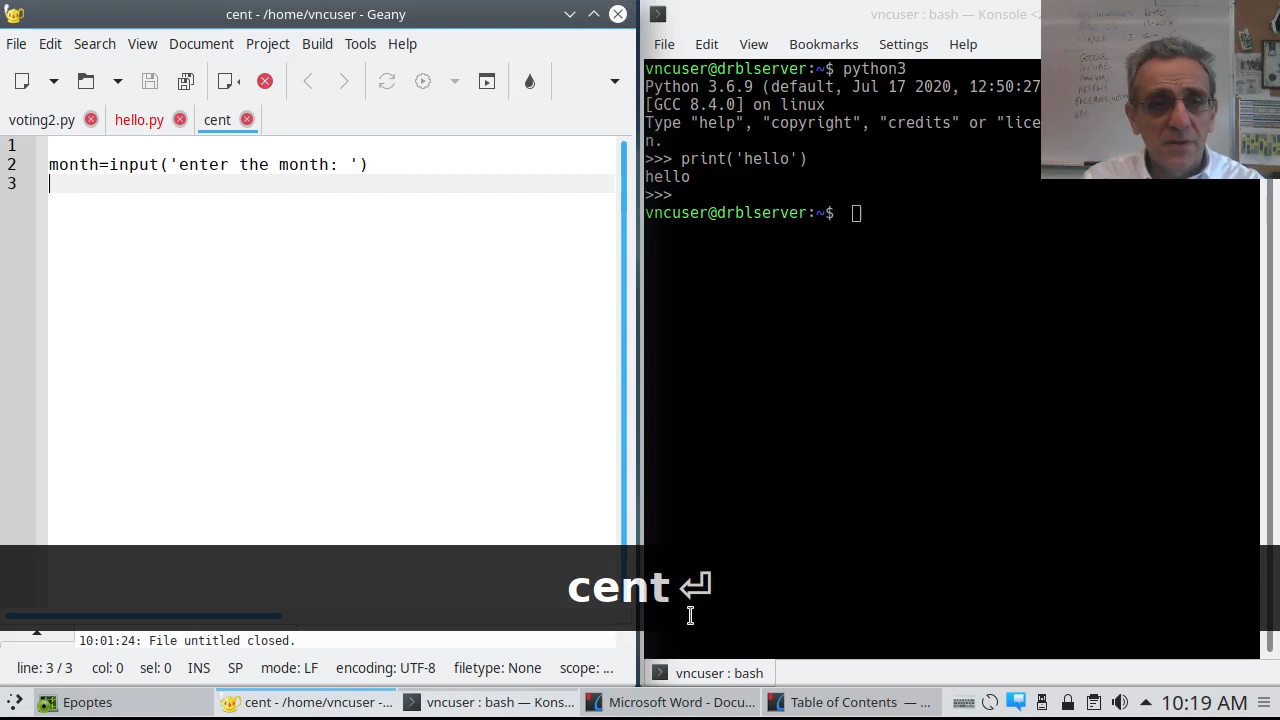 cent - /home/vncuser - Geany
File Edit Search View Document Project Build Tools Help
voting2.py hello.py cent
1
2 month=input('enter the month: ')
3
10:01:24: File untitled closed.
line: 3 / 3 col: 0 sel: 0 INS SP mode: LF encoding: UTF-8 filetype: None scope: ...
vncuser : bash — Konsole <2
File Edit View Bookmarks Settings Help
vncuser@drblserver:~$ python3
Python 3.6.9 (default, Jul 17 2020, 12:50:27
[GCC 8.4.0] on linux
Type "help", "copyright", "credits" or "lice
n.
>>> print('hello')
hello
>>>
vncuser@drblserver:~$
GOOGLE
YOUTUBE
cent
vncuser : bash
Epoptes
cent - /home/vncuser -...
vncuser : bash — Kons...
Microsoft Word - Docu...
Table of Contents — ...
10:19 AM